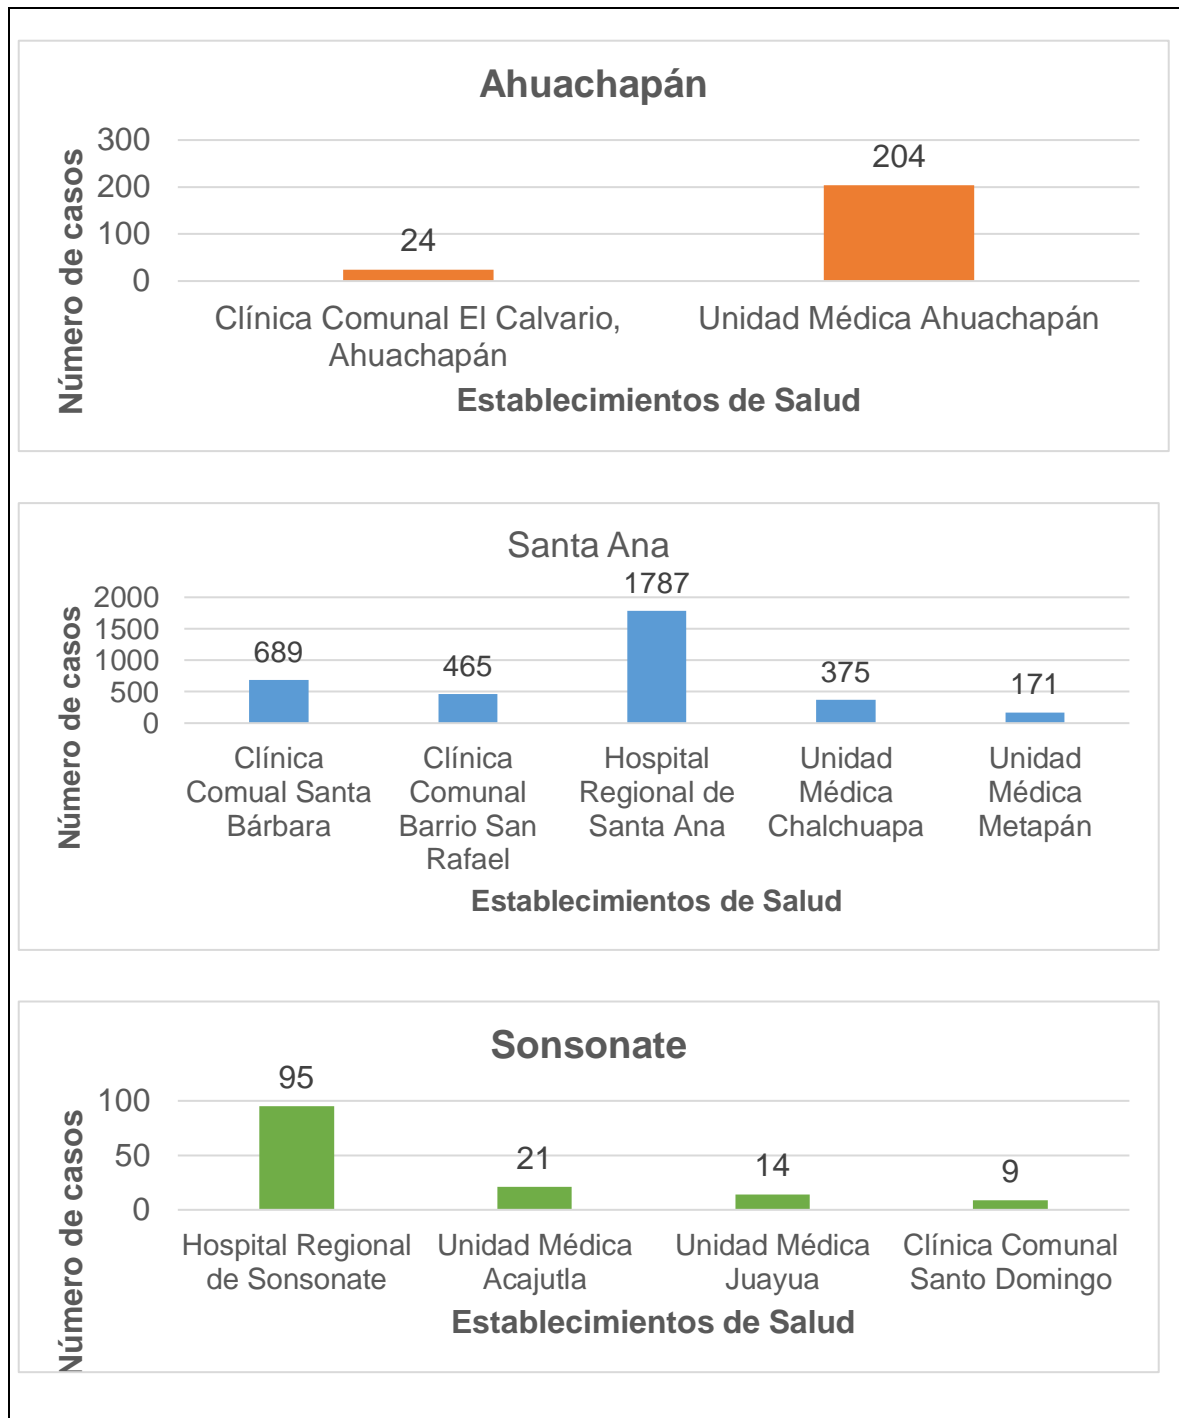 Ahuachapán
Número de casos
300
200
100
0
24
204
Clínica Comunal El Calvario,
Ahuachapán
Unidad Médica Ahuachapán
Establecimientos de Salud
Santa Ana
Número de casos
2000
1500
1000
500
0
689
465
1787
375
171
Clínica
Comual Santa
Bárbara
Clínica
Comunal
Barrio San
Rafael
Hospital
Regional de
Santa Ana
Unidad
Médica
Chalchuapa
Unidad
Médica
Metapán
Establecimientos de Salud
Sonsonate
Número de casos
100
50
0
95
21
14
9
Hospital Regional
de Sonsonate
Unidad Médica
Acajutla
Unidad Médica
Juayua
Clínica Comunal
Santo Domingo
Establecimientos de Salud